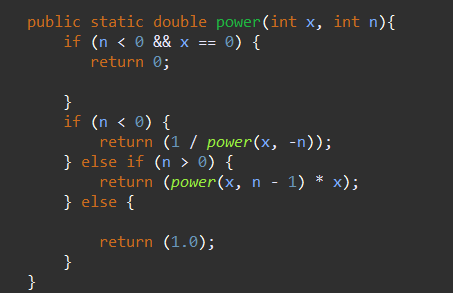 public static double power(int x, int n){
    if (n < 0 && x == 0) {
       return 0;
    }
    if (n < 0) {
        return (1 / power(x, -n));
    } else if (n > 0) {
        return (power(x, n - 1) * x);
    } else {
        return (1.0);
    }
}